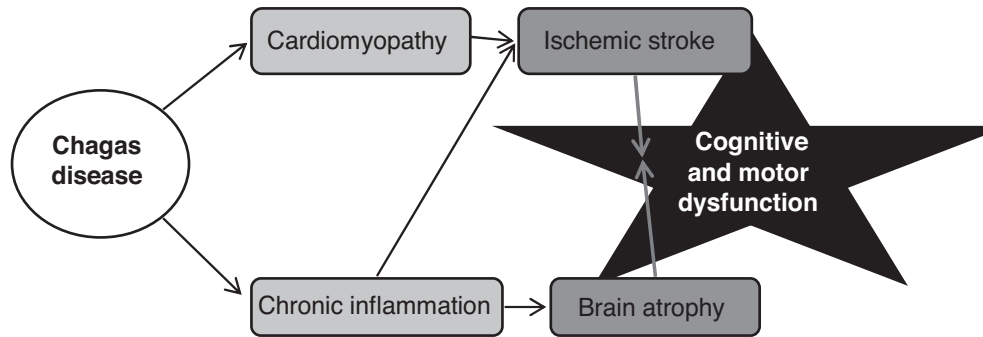 Cardiomyopathy
Ischemic stroke
Chagas
disease
Cognitive
and motor
dysfunction
Chronic inflammation
Brain atrophy